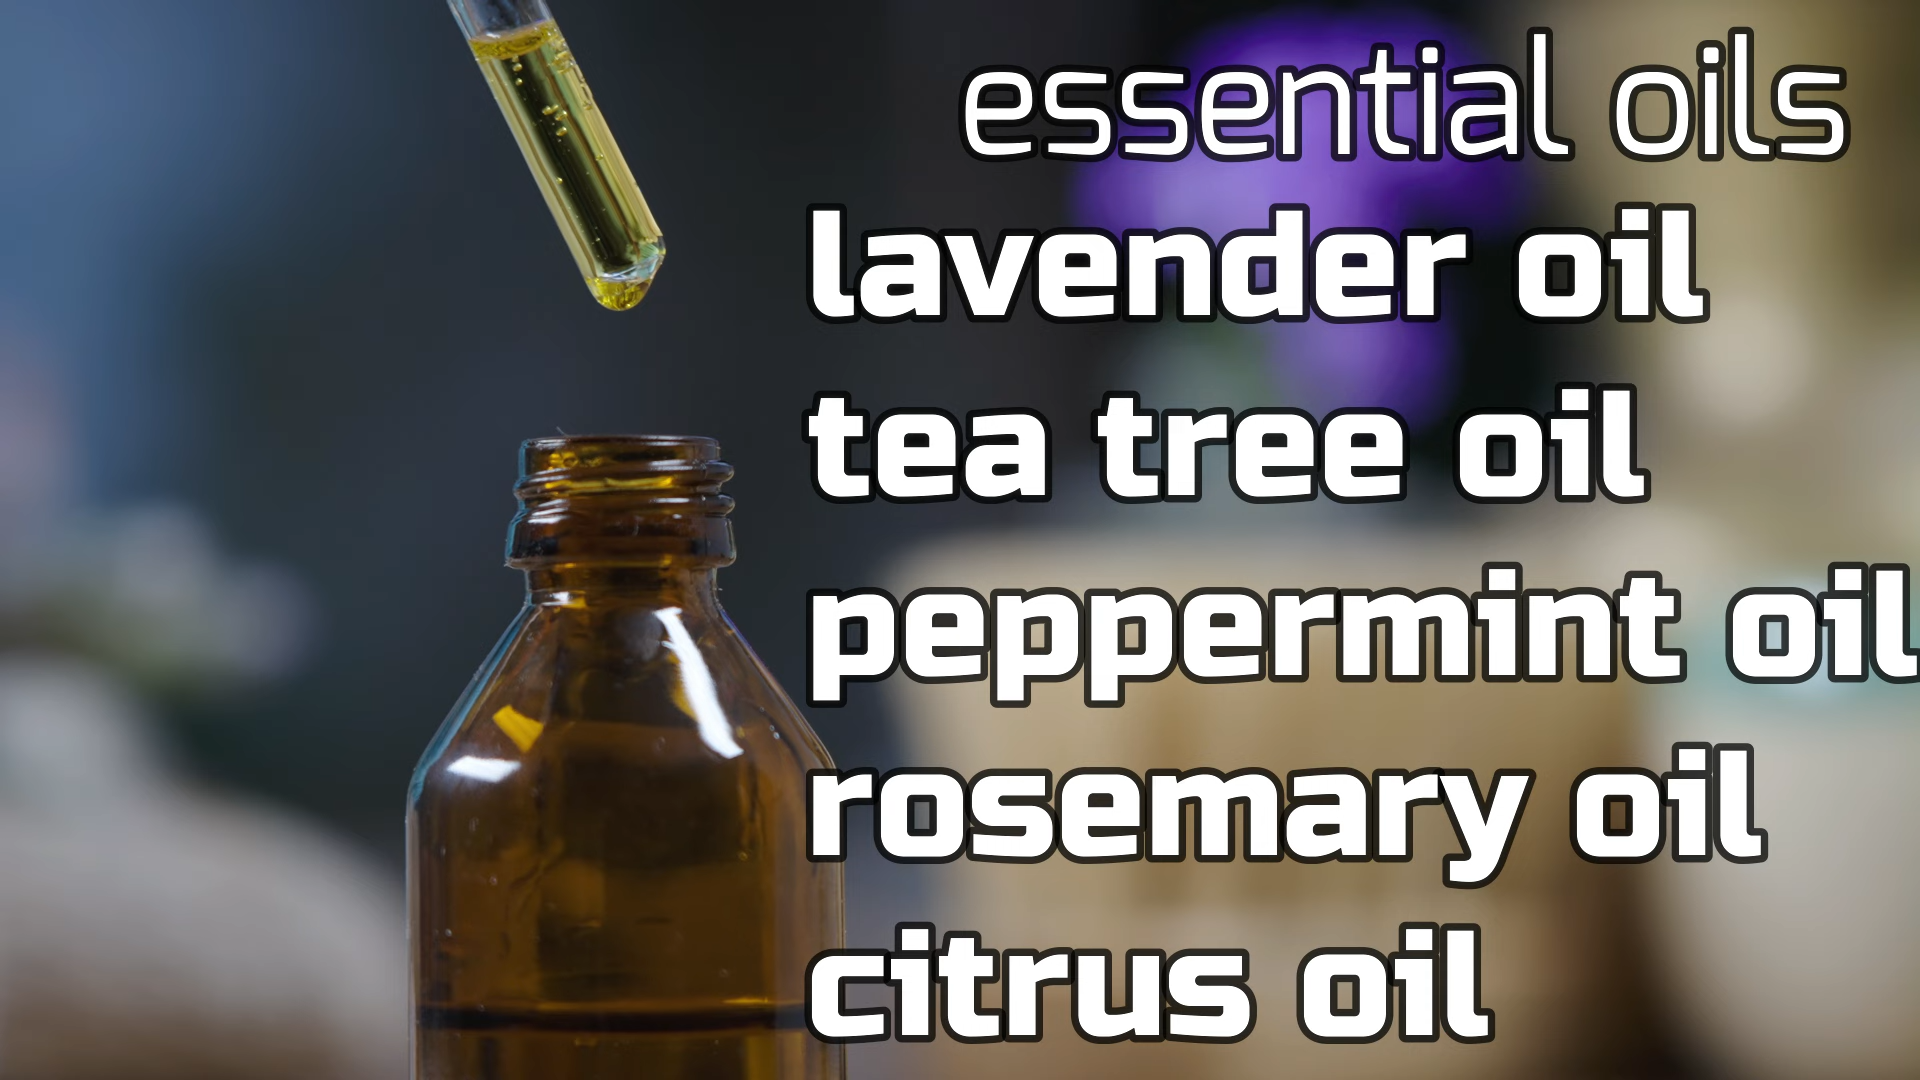 essential oils
lavender oil
tea tree oil
peppermint oil
rosemary oil
citrus oil